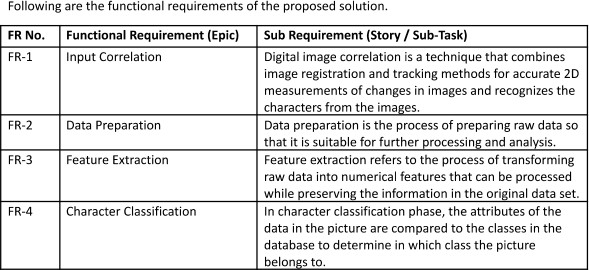 Following are the functional requirements of the proposed solution.
FR No. Functional Requirement (Epic) Sub Requirement (Story / Sub-Task)
FR-1 Input Correlation Digital image correlation is a technique that combines
image registration and tracking methods for accurate 2D
measurements of changes in images and recognizes the
characters from the images.
FR-2 Data Preparation Data preparation is the process of preparing raw data so
that it is suitable for further processing and analysis.
FR-3 Feature Extraction Feature extraction refers to the process of transforming
raw data into numerical features that can be processed
while preserving the information in the original data set.
FR-4 Character Classification In character classification phase, the attributes of the
data in the picture are compared to the classes in the
database to determine in which class the picture
belongs to.